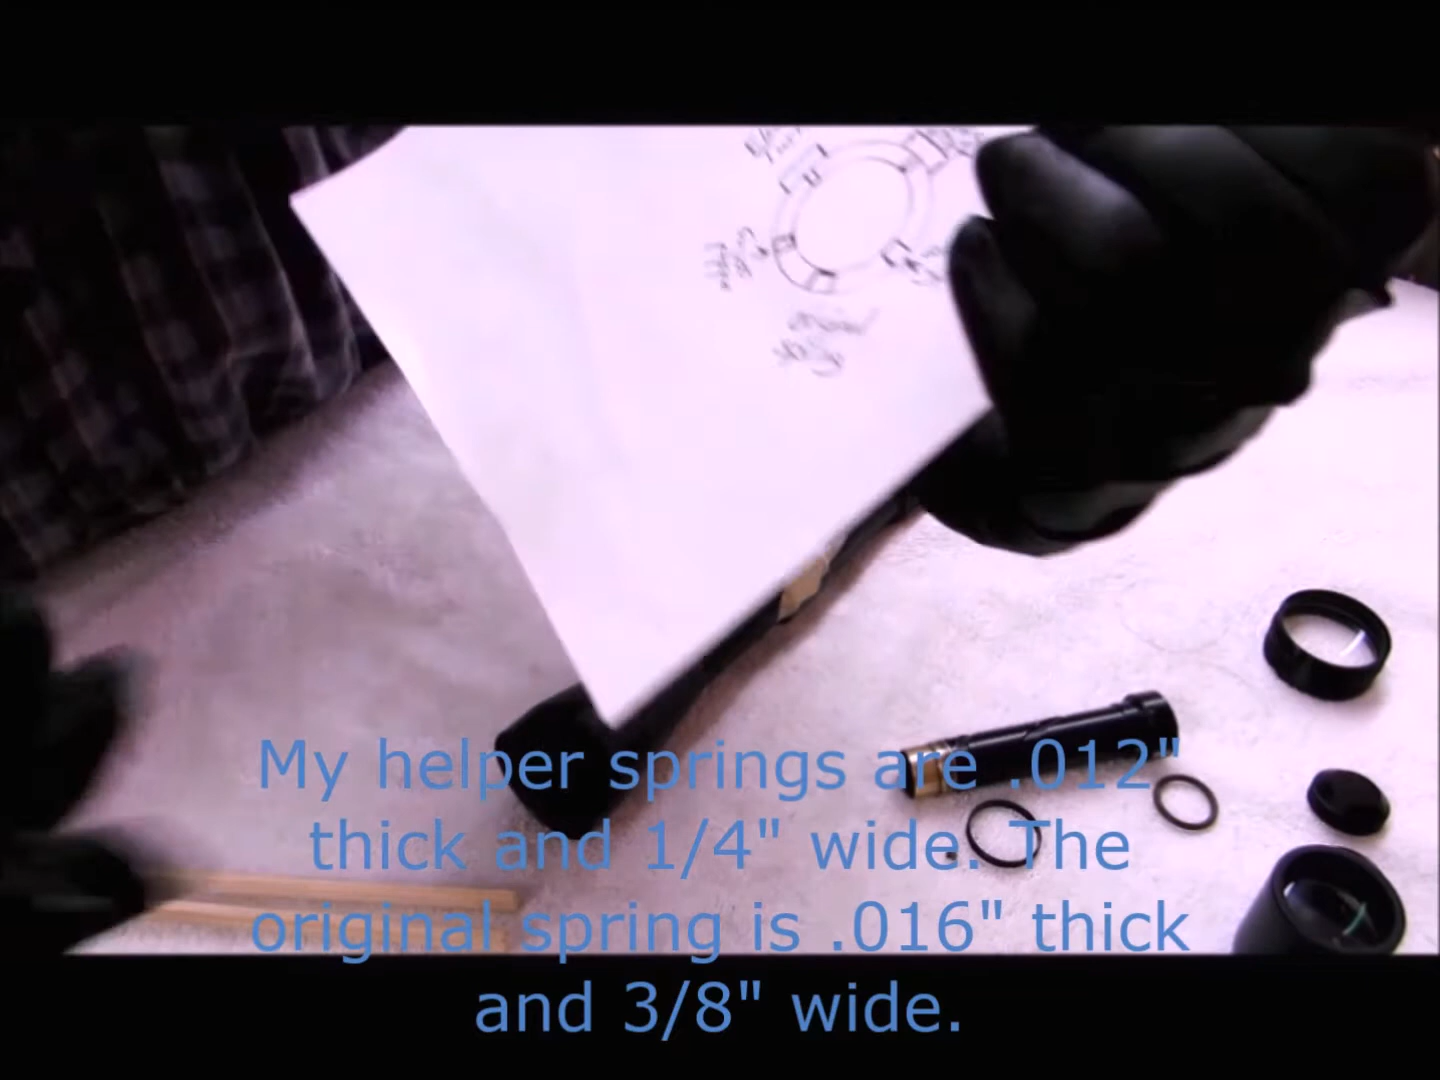 My helper springs are .012"
thick and 1/4" wide. The
original spring is .016" thick
and 3/8" wide.